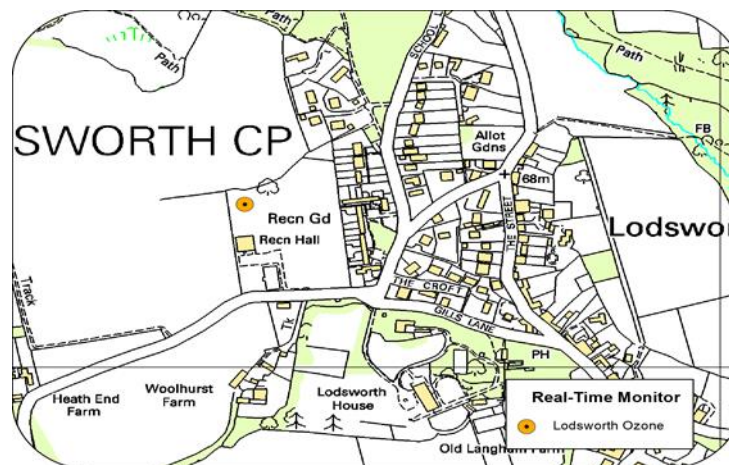 Path
SCHOOL L
Path
SWORTH CP
Allot
Gdns
FB
68m
Recn Gd
Lodswor
Recn Hall
THE STREET
Track
THE CROFT
GILLS LANE
Tk
PH
Heath End
Farm
Woolhurst
Farm
Lodsworth
House
Real-Time Monitor
Lodsworth Ozone
Old Langham Farm